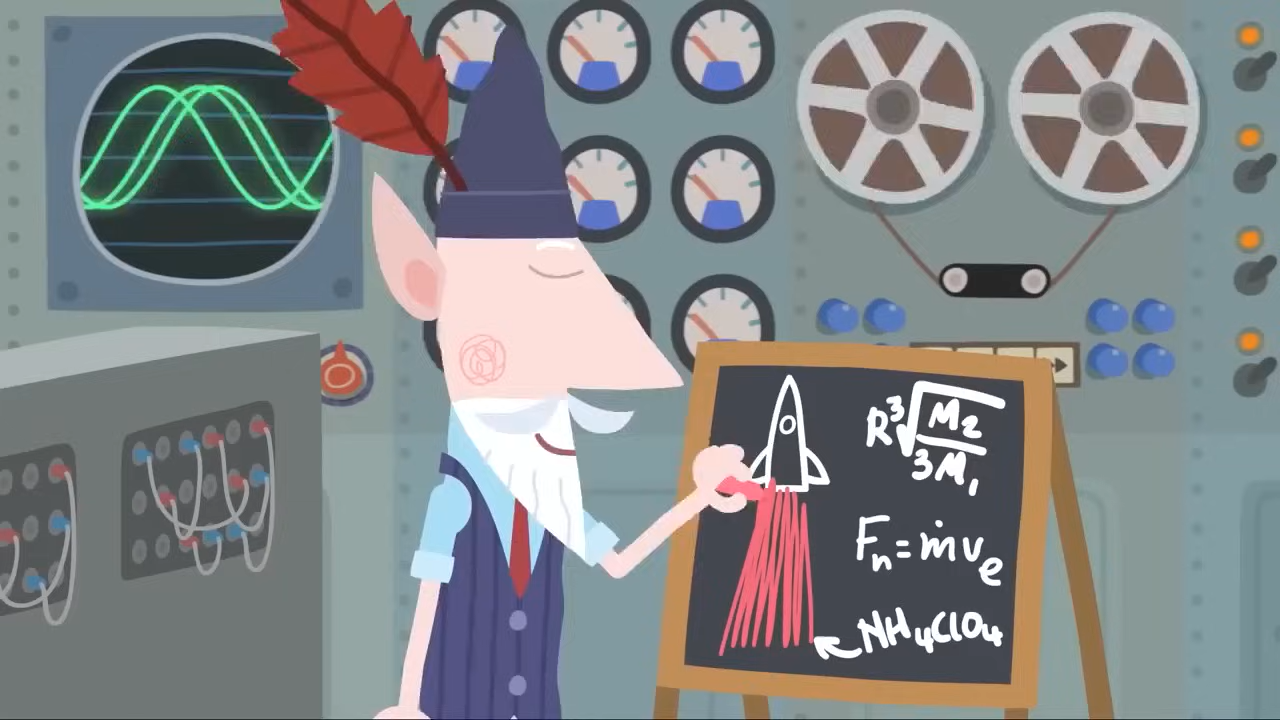 R³√M₂/3M₁
Fₙ=ṁvₑ
NH₄ClO₄